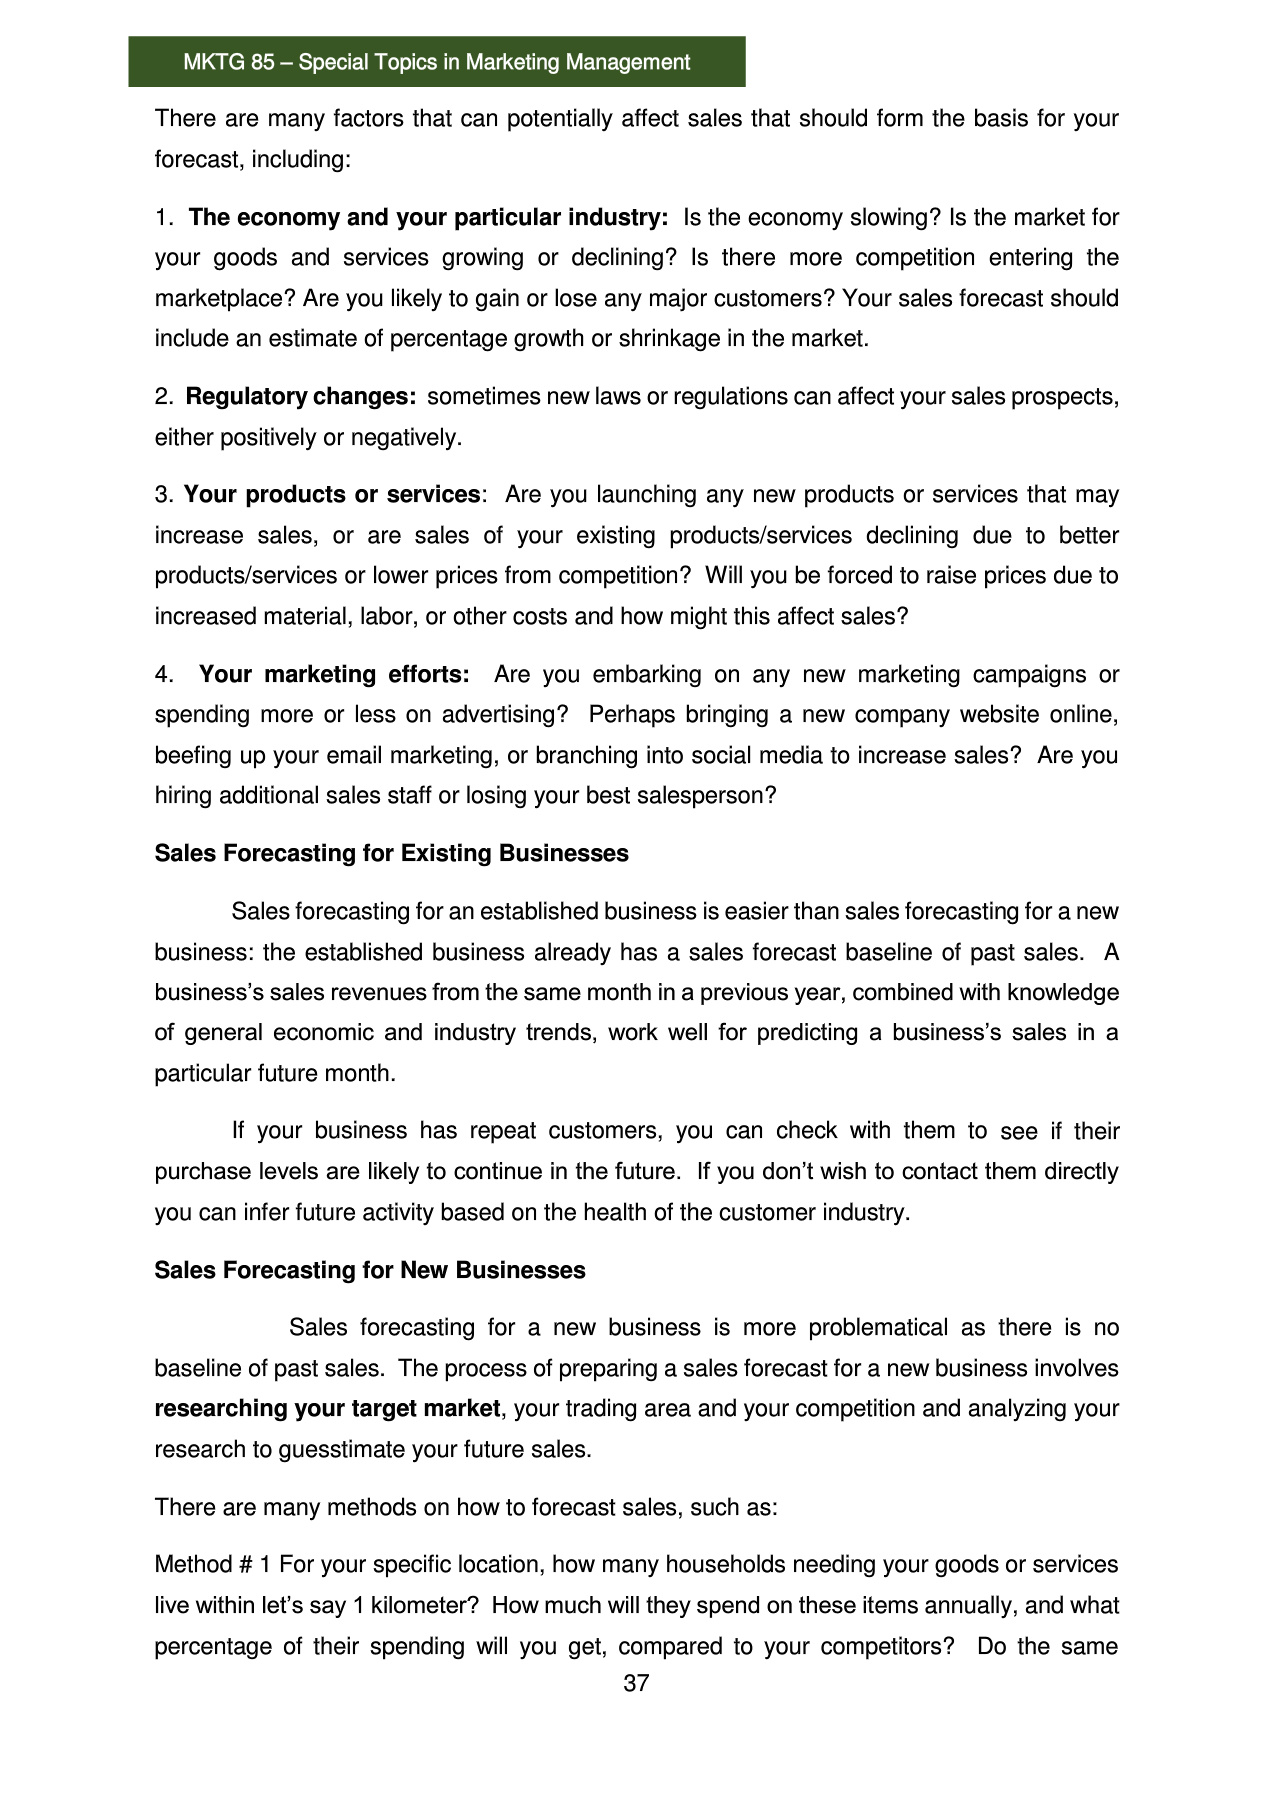 MKTG 85 – Special Topics in Marketing Management
There are many factors that can potentially affect sales that should form the basis for your
forecast, including:
1. The economy and your particular industry: Is the economy slowing? Is the market for
your goods and services growing or declining? Is there more competition entering the
marketplace? Are you likely to gain or lose any major customers? Your sales forecast should
include an estimate of percentage growth or shrinkage in the market.
2. Regulatory changes: sometimes new laws or regulations can affect your sales prospects,
either positively or negatively.
3. Your products or services: Are you launching any new products or services that may
increase sales, or are sales of your existing products/services declining due to better
products/services or lower prices from competition? Will you be forced to raise prices due to
increased material, labor, or other costs and how might this affect sales?
4. Your marketing efforts: Are you embarking on any new marketing campaigns or
spending more or less on advertising? Perhaps bringing a new company website online,
beefing up your email marketing, or branching into social media to increase sales? Are you
hiring additional sales staff or losing your best salesperson?
Sales Forecasting for Existing Businesses
Sales forecasting for an established business is easier than sales forecasting for a new
business: the established business already has a sales forecast baseline of past sales. A
business’s sales revenues from the same month in a previous year, combined with knowledge
of general economic and industry trends, work well for predicting a business’s sales in a
particular future month.
If your business has repeat customers, you can check with them to see if their
purchase levels are likely to continue in the future. If you don’t wish to contact them directly
you can infer future activity based on the health of the customer industry.
Sales Forecasting for New Businesses
Sales forecasting for a new business is more problematical as there is no
baseline of past sales. The process of preparing a sales forecast for a new business involves
researching your target market, your trading area and your competition and analyzing your
research to guesstimate your future sales.
There are many methods on how to forecast sales, such as:
Method # 1 For your specific location, how many households needing your goods or services
live within let’s say 1 kilometer? How much will they spend on these items annually, and what
percentage of their spending will you get, compared to your competitors? Do the same
37